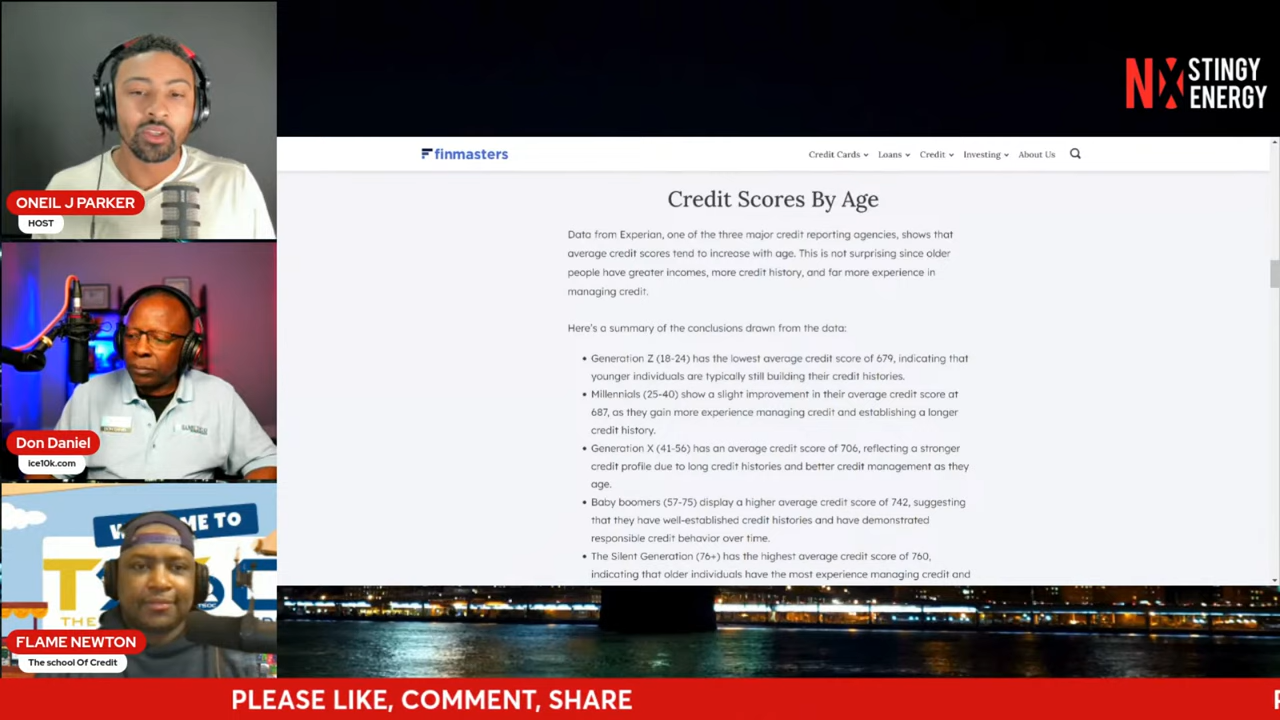 ONEIL J PARKER
HOST
Don Daniel
ice10k.com
TO
FLAME NEWTON
The school Of Credit
NX STINGY
ENERGY
finmasters
Credit Cards
Loans
Credit
Investing
About Us
Credit Scores By Age
Data from Experian, one of the three major credit reporting agencies, shows that
average credit scores tend to increase with age. This is not surprising since older
people have greater incomes, more credit history, and far more experience in
managing credit.
Here's a summary of the conclusions drawn from the data:
• Generation Z (18-24) has the lowest average credit score of 679, indicating that
younger individuals are typically still building their credit histories.
• Millennials (25-40) show a slight improvement in their average credit score at
687, as they gain more experience managing credit and establishing a longer
credit history.
• Generation X (41-56) has an average credit score of 706, reflecting a stronger
credit profile due to long credit histories and better credit management as they
age.
• Baby boomers (57-75) display a higher average credit score of 742, suggesting
that they have well-established credit histories and have demonstrated
responsible credit behavior over time.
• The Silent Generation (76+) has the highest average credit score of 760,
indicating that older individuals have the most experience managing credit and
PLEASE LIKE, COMMENT, SHARE